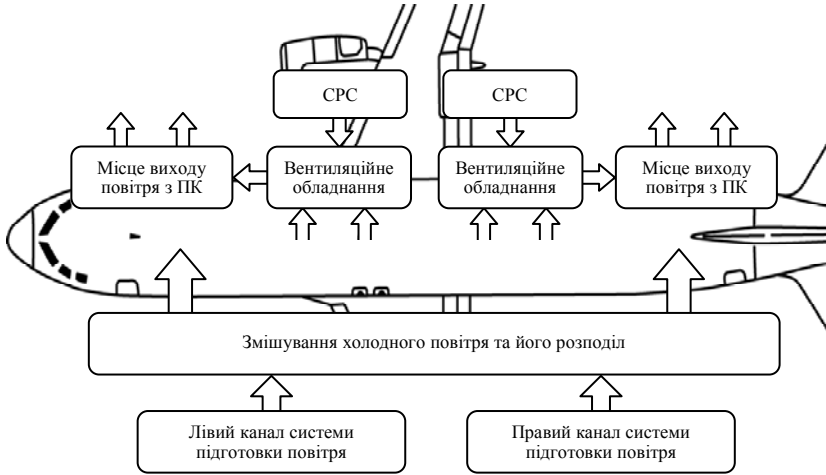 СРС
СРС
Місце виходу
повітря з ПК
Вентиляційне
обладнання
Вентиляційне
обладнання
Місце виходу
повітря з ПК
Змішування холодного повітря та його розподіл
Лівий канал системи
підготовки повітря
Правий канал системи
підготовки повітря